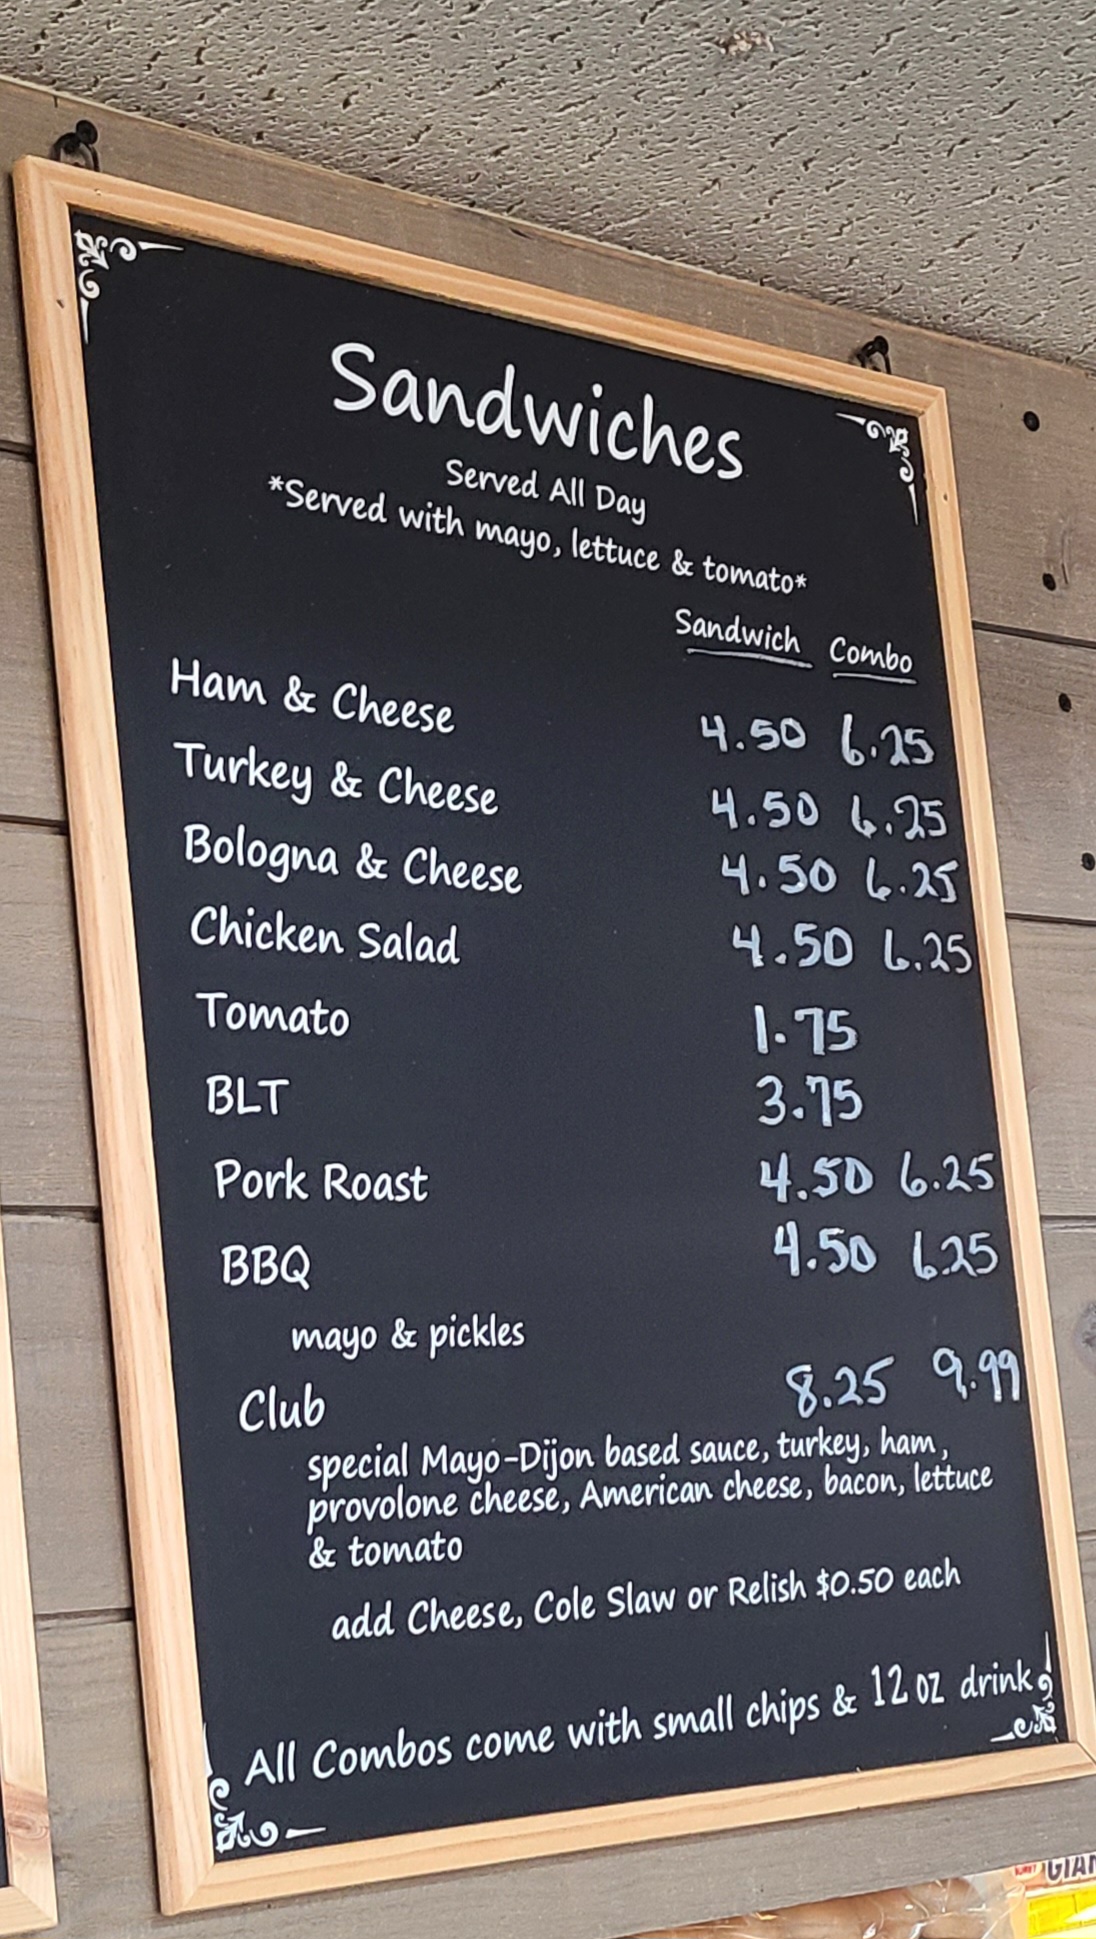 Sandwiches
Served All Day
*Served with mayo, lettuce & tomato*
Sandwich Combo
Ham & Cheese 4.50 6.25
Turkey & Cheese 4.50 6.25
Bologna & Cheese 4.50 6.25
Chicken Salad 4.50 6.25
Tomato 1.75
BLT 3.75
Pork Roast 4.50 6.25
BBQ 4.50 6.25
mayo & pickles
Club 8.25 9.99
special Mayo-Dijon based sauce, turkey, ham,
provolone cheese, American cheese, bacon, lettuce
& tomato
add Cheese, Cole Slaw or Relish $0.50 each
All Combos come with small chips & 12 oz drink